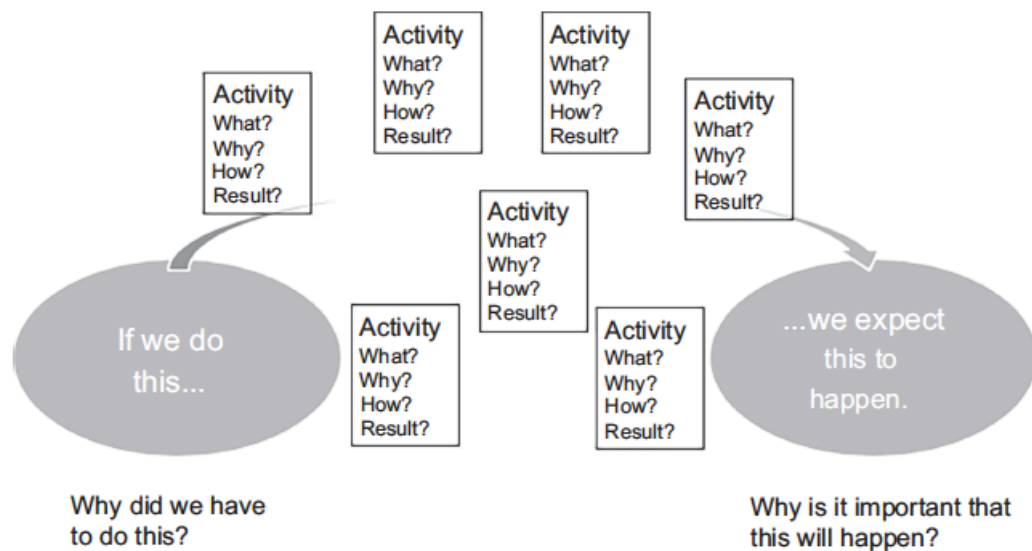 Activity
What?
Why?
How?
Result?
Activity
What?
Why?
How?
Result?
Activity
What?
Why?
How?
Result?
Activity
What?
Why?
How?
Result?
Activity
What?
Why?
How?
Result?
If we do
this...
Activity
What?
Why?
How?
Result?
Activity
What?
Why?
How?
Result?
...we expect
this to
happen.
Why did we have
to do this?
Why is it important that
this will happen?